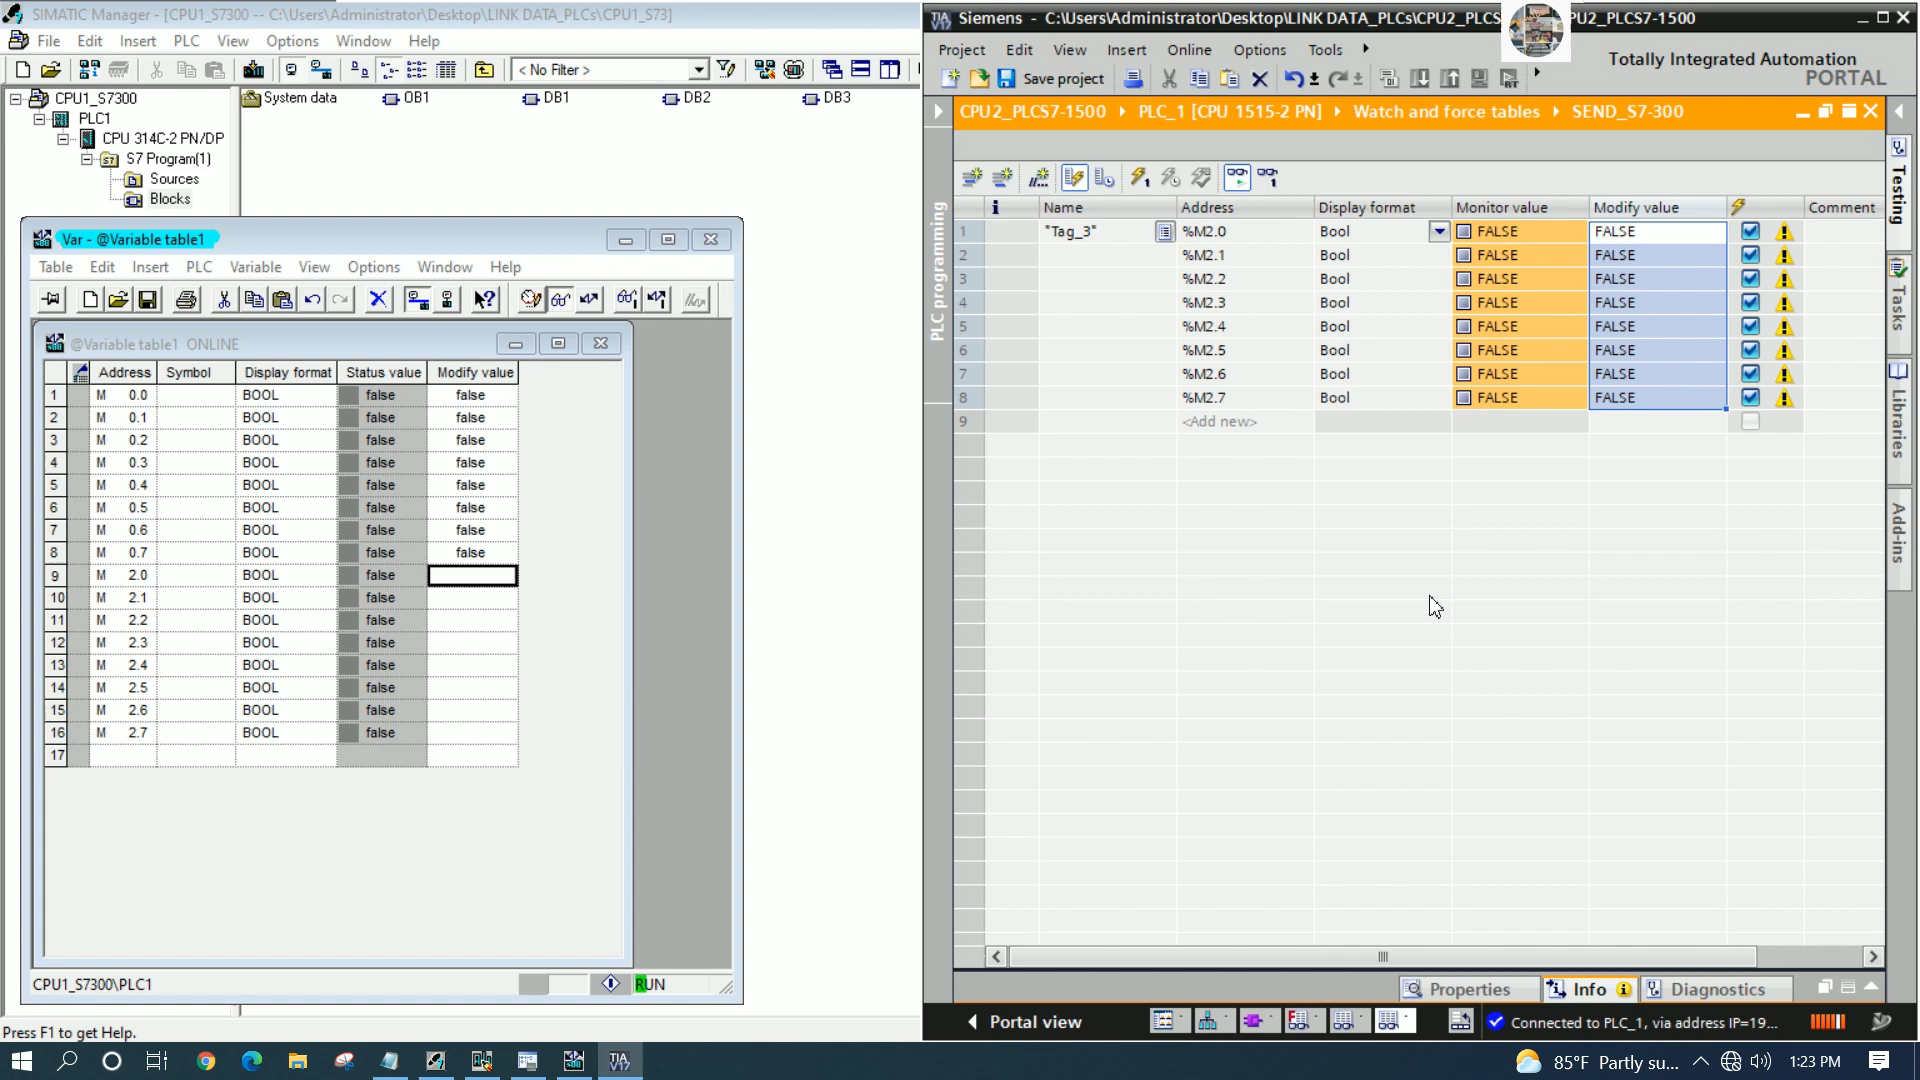 SIMATIC Manager - [CPU1_S7300 -- C:\Users\Administrator\Desktop\LINK DATA_PLCs\CPU1_S73]
File Edit Insert PLC View Options Window Help
< No Filter >
CPU1_S7300
PLC1
CPU 314C-2 PN/DP
S7 Program(1)
Sources
Blocks
System data OB1 DB1 DB2 DB3
Var - @Variable table1
Table Edit Insert PLC Variable View Options Window Help
@Variable table1 ONLINE
Address Symbol Display format Status value Modify value
1 M 0.0 BOOL false false
2 M 0.1 BOOL false false
3 M 0.2 BOOL false false
4 M 0.3 BOOL false false
5 M 0.4 BOOL false false
6 M 0.5 BOOL false false
7 M 0.6 BOOL false false
8 M 0.7 BOOL false false
9 M 2.0 BOOL false
10 M 2.1 BOOL false
11 M 2.2 BOOL false
12 M 2.3 BOOL false
13 M 2.4 BOOL false
14 M 2.5 BOOL false
15 M 2.6 BOOL false
16 M 2.7 BOOL false
17
CPU1_S7300\PLC1 RUN
Press F1 to get Help.
Siemens - C:\Users\Administrator\Desktop\LINK DATA_PLCs\CPU2_PLCS PU2_PLCS7-1500
Project Edit View Insert Online Options Tools
Totally Integrated Automation
PORTAL
Save project
CPU2_PLCS7-1500 PLC_1 [CPU 1515-2 PN] Watch and force tables SEND_S7-300
PLC programming
i Name Address Display format Monitor value Modify value Comment
1 "Tag_3" %M2.0 Bool FALSE FALSE
2 %M2.1 Bool FALSE FALSE
3 %M2.2 Bool FALSE FALSE
4 %M2.3 Bool FALSE FALSE
5 %M2.4 Bool FALSE FALSE
6 %M2.5 Bool FALSE FALSE
7 %M2.6 Bool FALSE FALSE
8 %M2.7 Bool FALSE FALSE
9 <Add new>
Testing
Tasks
Libraries
Add-ins
Properties Info Diagnostics
Portal view
Connected to PLC_1, via address IP=19...
85°F Partly su... 1:23 PM